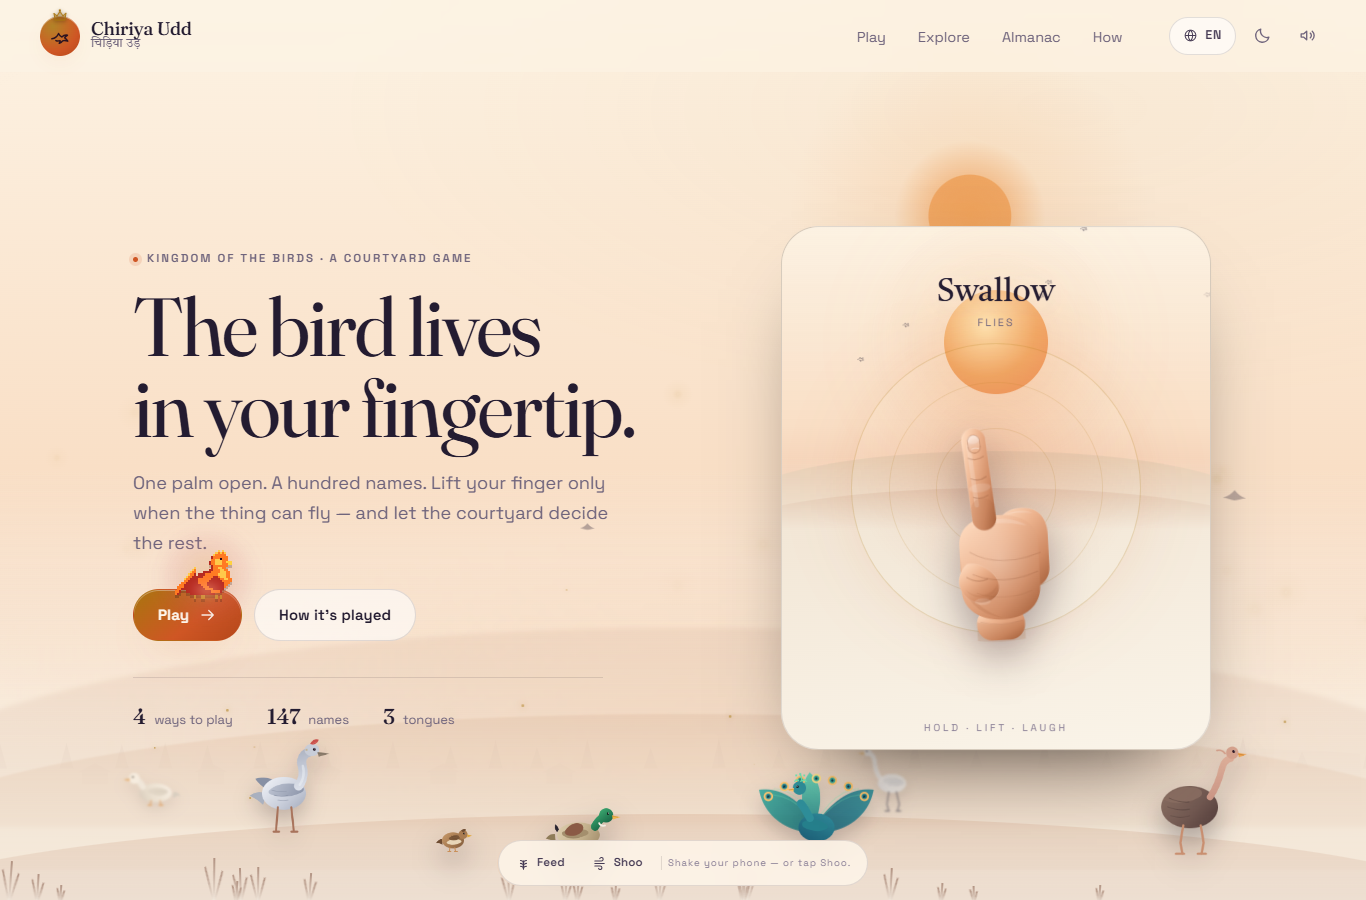 Chiriya Udd
चिड़िया उड़
Play
Explore
Almanac
How
EN
KINGDOM OF THE BIRDS · A COURTYARD GAME
The bird lives
in your fingertip.
One palm open. A hundred names. Lift your finger only
when the thing can fly — and let the courtyard decide
the rest.
Play →
How it's played
4 ways to play
147 names
3 tongues
Swallow
FLIES
HOLD · LIFT · LAUGH
Feed
Shoo
Shake your phone — or tap Shoo.